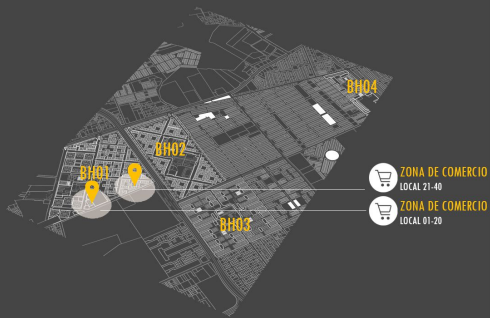 BH04
BH02
BH01
ZONA DE COMERCIO
LOCAL 21-40
ZONA DE COMERCIO
LOCAL 01-20
BH03